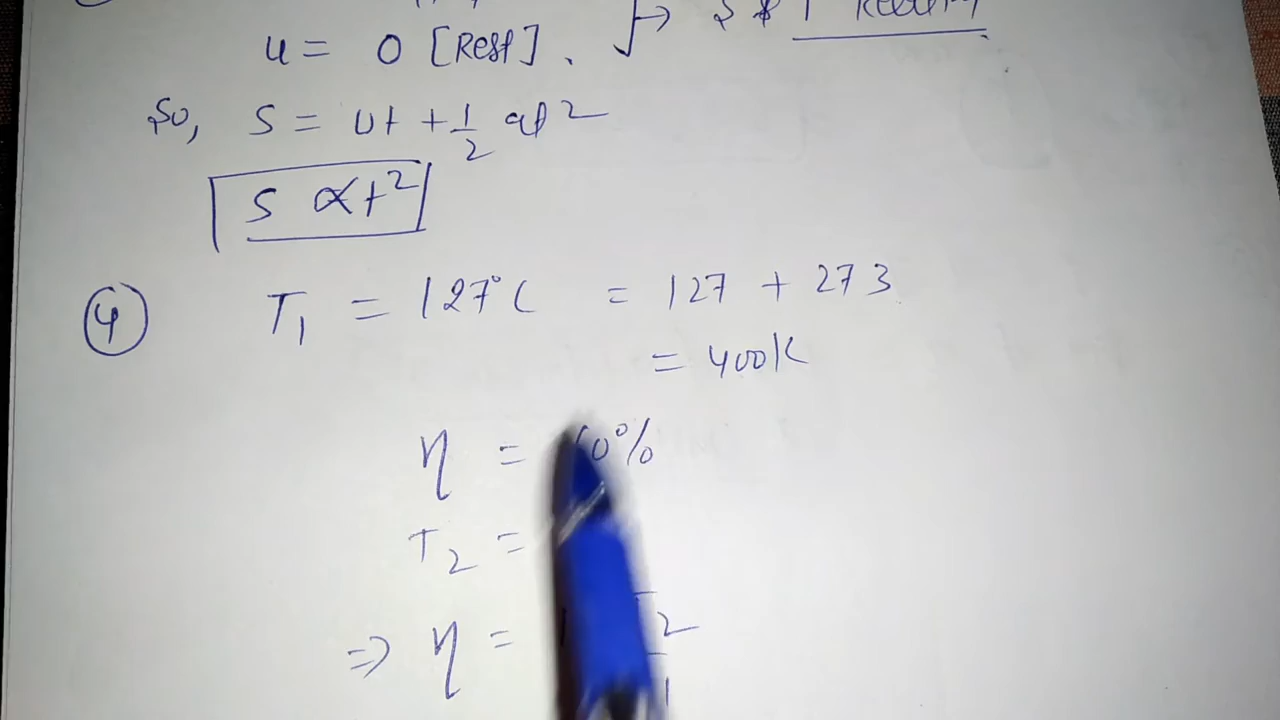 u = 0 [Rest].
So, S = ut + 1/2 at2
S ∝ t2
4 T1 = 127°C = 127 + 273
= 400K
η =
T2 =
⇒ η =